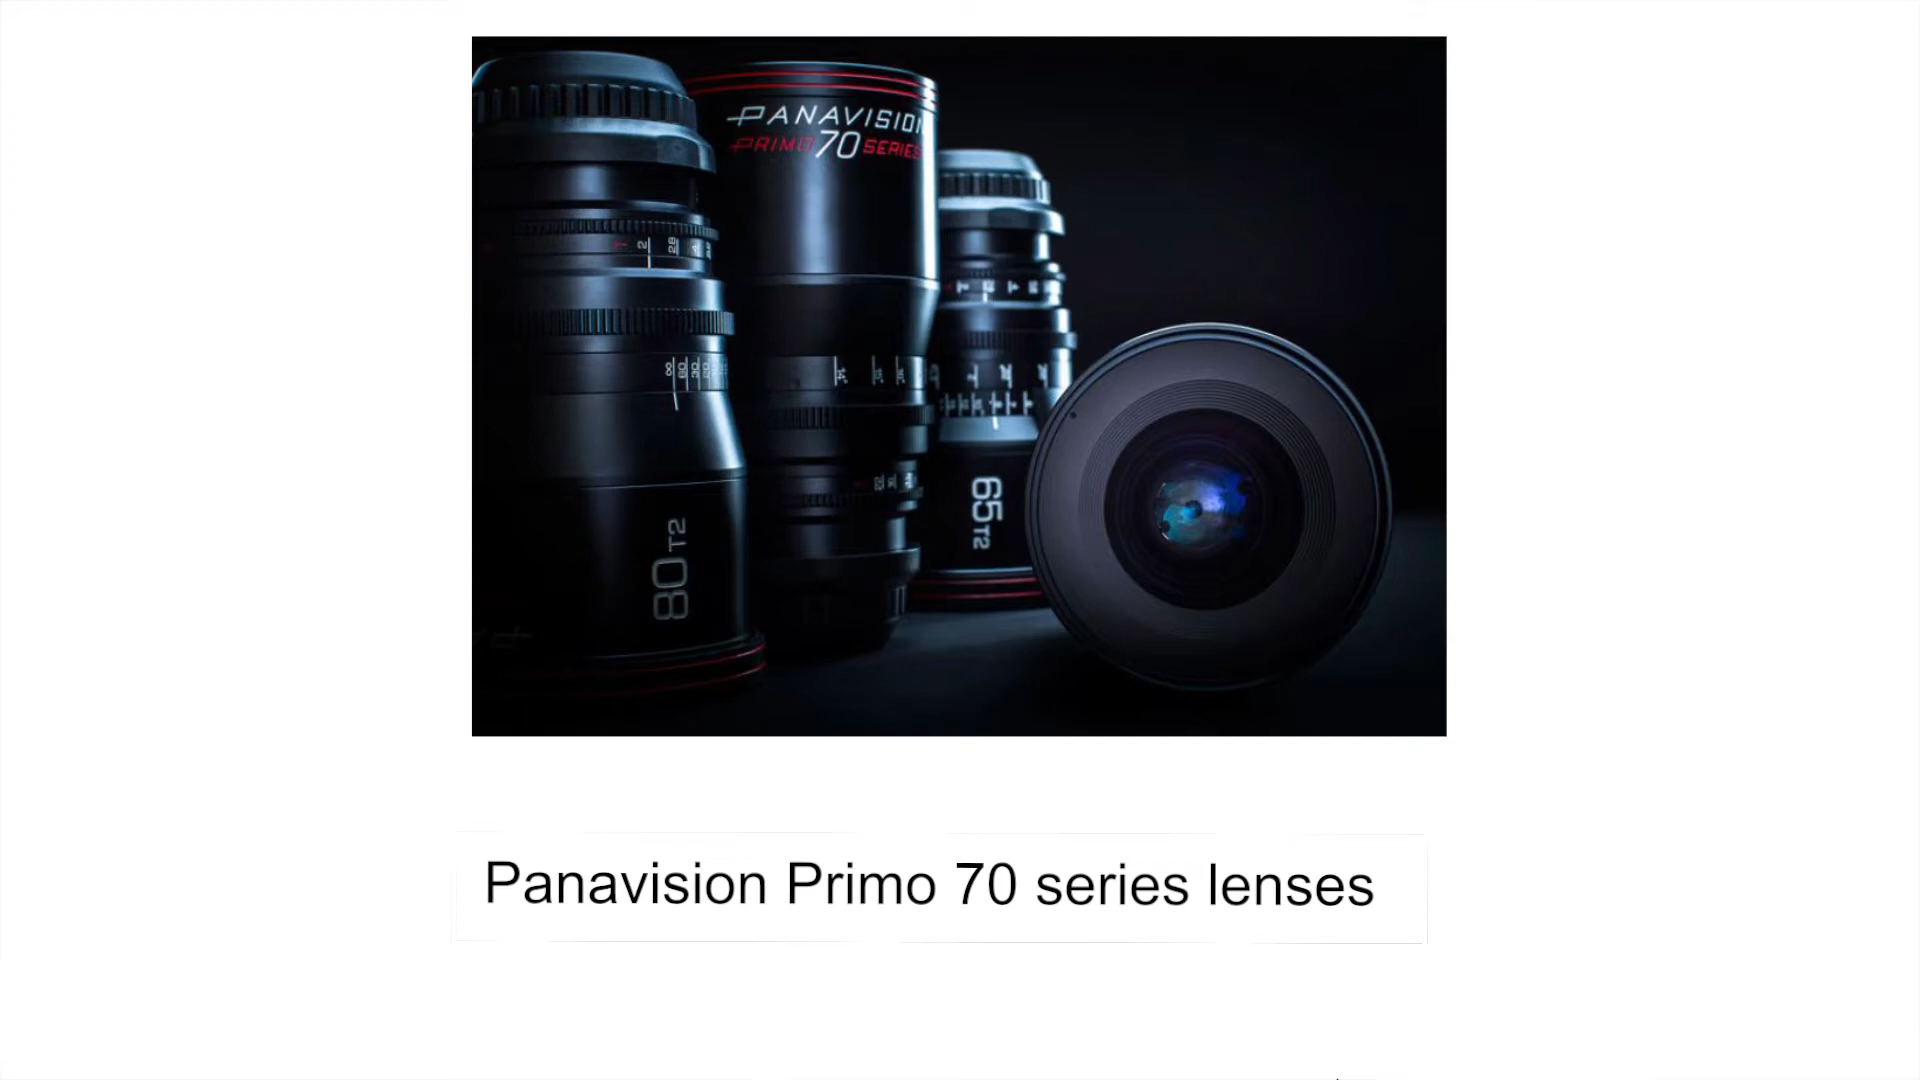 PANAVISION
PRIMO 70 SERIES
80 T2
65 T2
Panavision Primo 70 series lenses